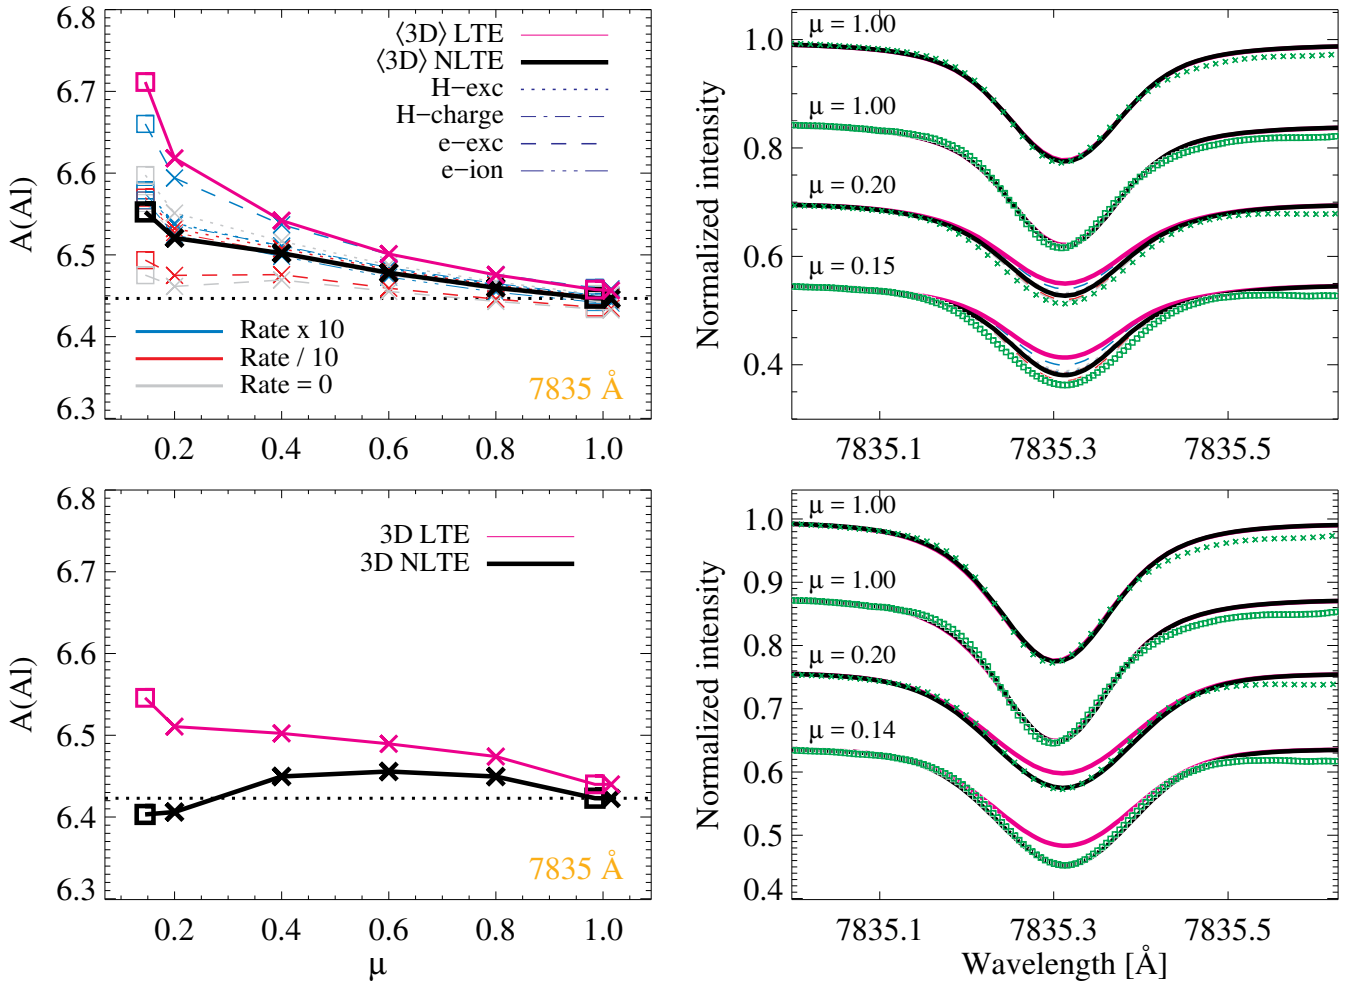 6.8
6.7
6.6
6.5
6.4
6.3
A(Al)
⟨3D⟩ LTE
⟨3D⟩ NLTE
H−exc
H−charge
e−exc
e−ion
Rate x 10
Rate / 10
Rate = 0
7835 Å
0.2 0.4 0.6 0.8 1.0
Normalized intensity
1.0
0.8
0.6
0.4
μ = 1.00
μ = 1.00
μ = 0.20
μ = 0.15
7835.1 7835.3 7835.5
6.8
6.7
6.6
6.5
6.4
6.3
A(Al)
3D LTE
3D NLTE
7835 Å
0.2 0.4 0.6 0.8 1.0
μ
Normalized intensity
1.0
0.9
0.8
0.7
0.6
0.5
0.4
μ = 1.00
μ = 1.00
μ = 0.20
μ = 0.14
7835.1 7835.3 7835.5
Wavelength [Å]